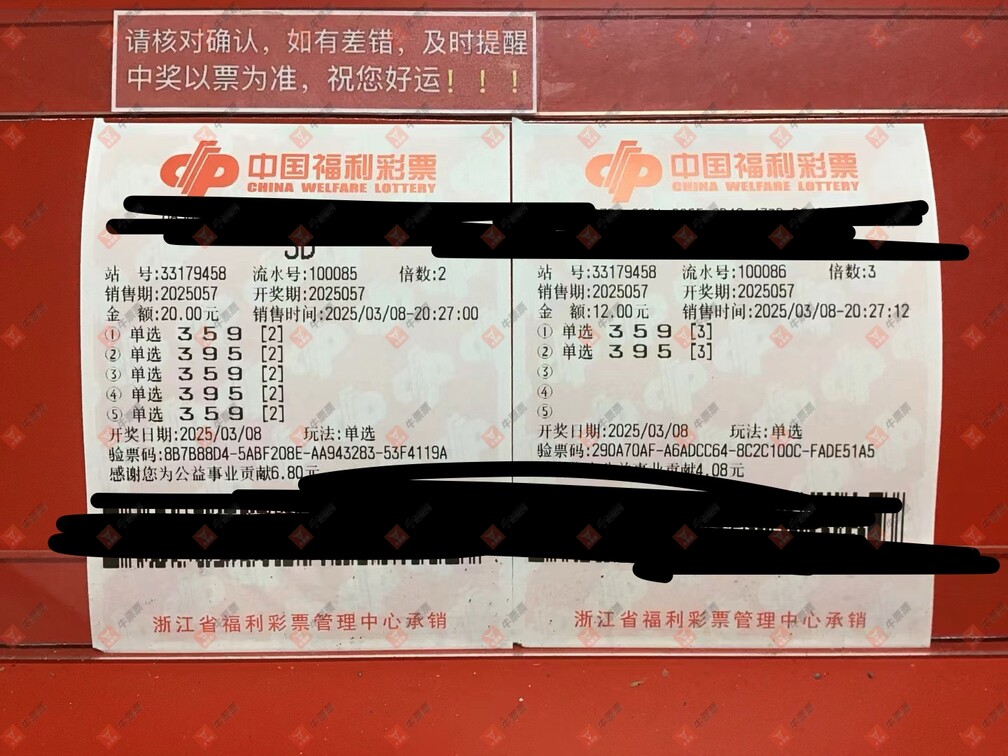 请核对确认，如有差错，及时提醒
中奖以票为准，祝您好运！！！
中国福利彩票
CHINA WELFARE LOTTERY
3D
站 号:33179458 流水号:100085 倍数:2
销售期:2025057 开奖期:2025057
金 额:20.00元 销售时间:2025/03/08-20:27:00
① 单选 3 5 9 [2]
② 单选 3 9 5 [2]
③ 单选 3 5 9 [2]
④ 单选 3 9 5 [2]
⑤ 单选 3 5 9 [2]
开奖日期:2025/03/08 玩法:单选
验票码:8B7B88D4-5ABF208E-AA943283-53F4119A
感谢您为公益事业贡献6.80元
浙江省福利彩票管理中心承销
中国福利彩票
CHINA WELFARE LOTTERY
站 号:33179458 流水号:100086 倍数:3
销售期:2025057 开奖期:2025057
金 额:12.00元 销售时间:2025/03/08-20:27:12
① 单选 3 5 9 [3]
② 单选 3 9 5 [3]
③
④
⑤
开奖日期:2025/03/08 玩法:单选
验票码:290A70AF-A6ADCC64-8C2C100C-FADE51A5
公益事业贡献4.08元
浙江省福利彩票管理中心承销